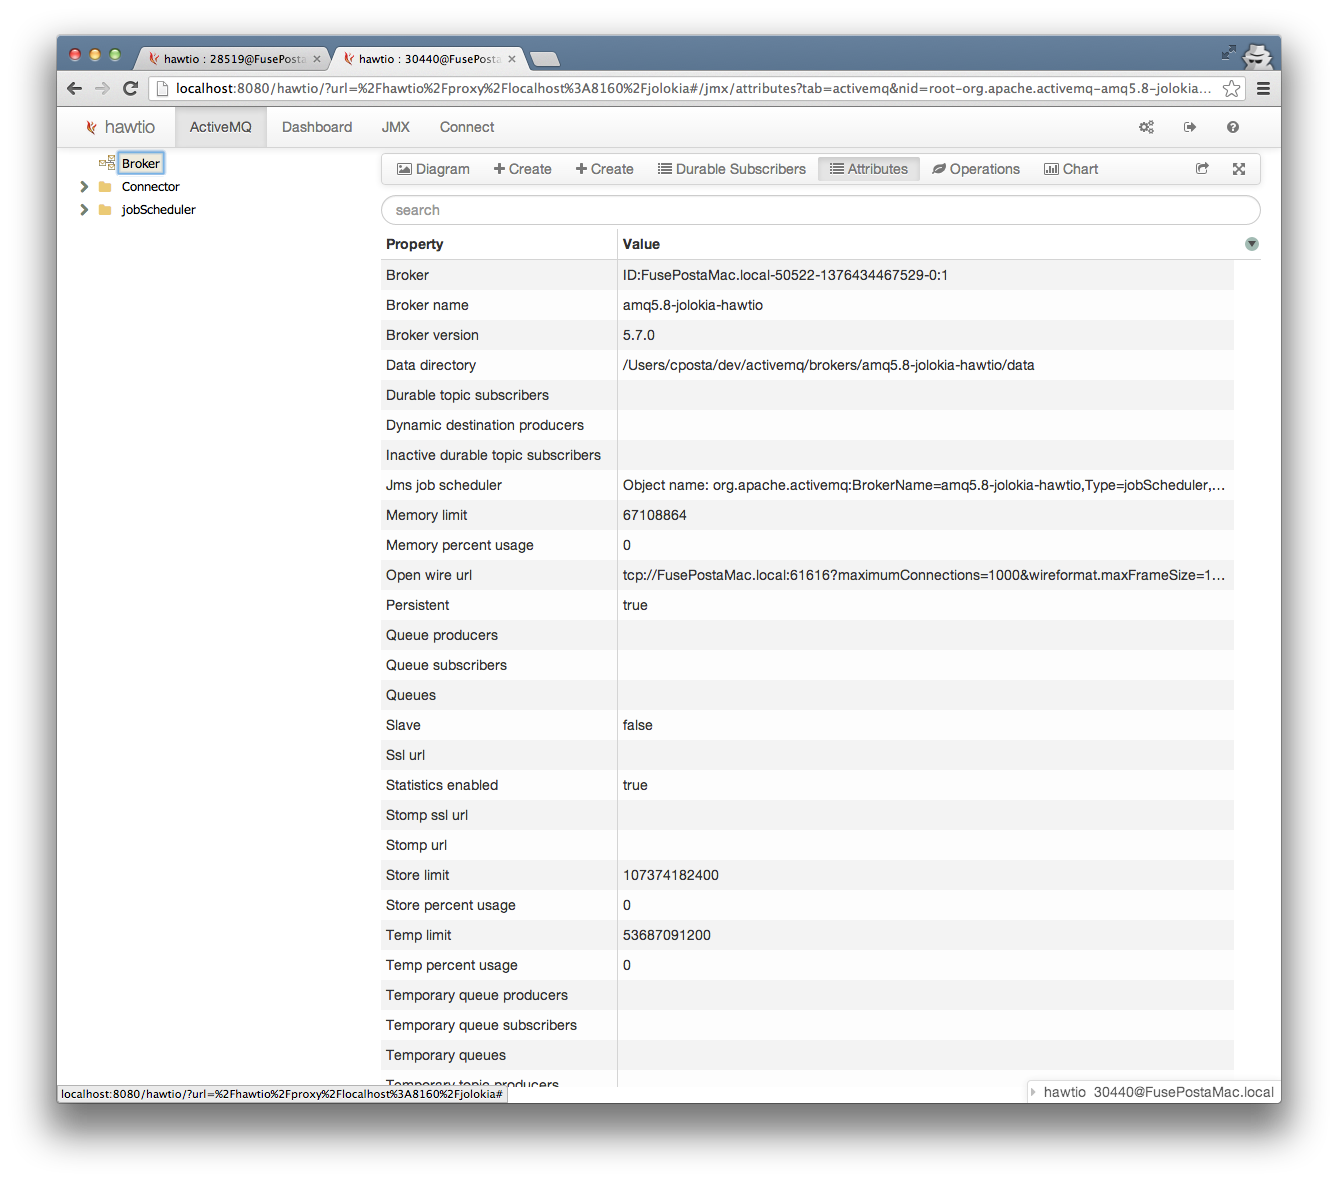 hawtio : 28519@FusePosta
hawtio : 30440@FusePosta
localhost:8080/hawtio/?url=%2Fhawtio%2Fproxy%2Flocalhost%3A8160%2Fjolokia#/jmx/attributes?tab=activemq&nid=root-org.apache.activemq-amq5.8-jolokia...
hawtio ActiveMQ Dashboard JMX Connect
Broker
Connector
jobScheduler
Diagram Create Create Durable Subscribers Attributes Operations Chart
search
Property Value
Broker ID:FusePostaMac.local-50522-1376434467529-0:1
Broker name amq5.8-jolokia-hawtio
Broker version 5.7.0
Data directory /Users/cposta/dev/activemq/brokers/amq5.8-jolokia-hawtio/data
Durable topic subscribers
Dynamic destination producers
Inactive durable topic subscribers
Jms job scheduler Object name: org.apache.activemq:BrokerName=amq5.8-jolokia-hawtio,Type=jobScheduler,...
Memory limit 67108864
Memory percent usage 0
Open wire url tcp://FusePostaMac.local:61616?maximumConnections=1000&wireformat.maxFrameSize=1...
Persistent true
Queue producers
Queue subscribers
Queues
Slave false
Ssl url
Statistics enabled true
Stomp ssl url
Stomp url
Store limit 107374182400
Store percent usage 0
Temp limit 53687091200
Temp percent usage 0
Temporary queue producers
Temporary queue subscribers
Temporary queues
Temporary topic producers
localhost:8080/hawtio/?url=%2Fhawtio%2Fproxy%2Flocalhost%3A8160%2Fjolokia#
hawtio 30440@FusePostaMac.local